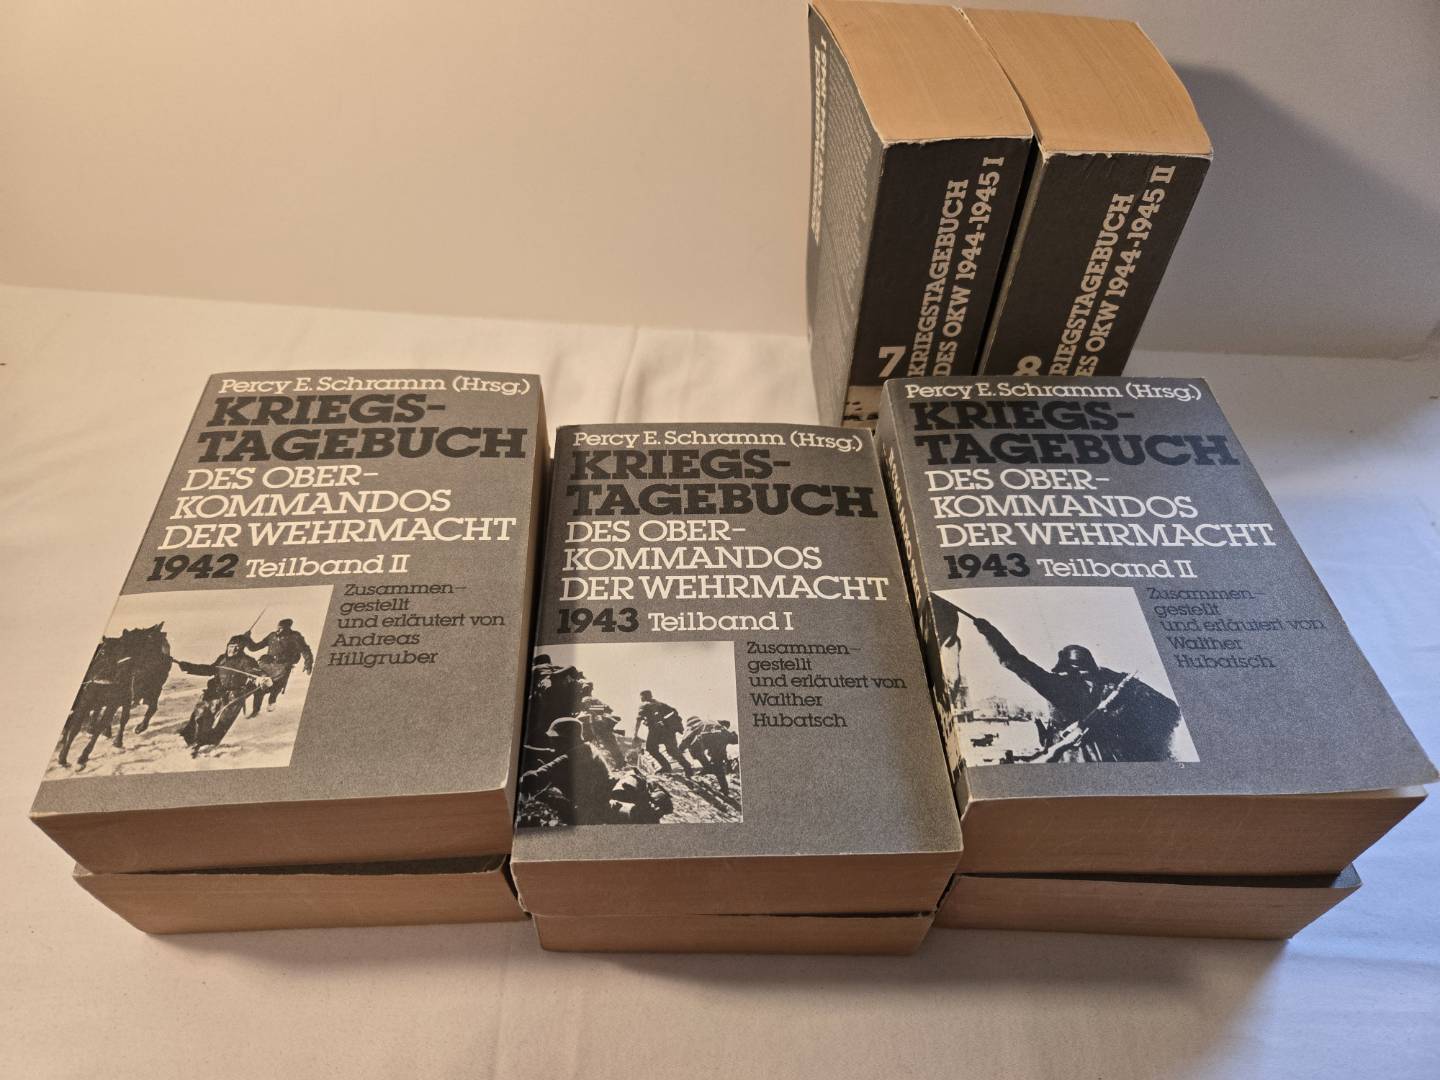 7
KRIEGSTAGEBUCH
DES OKW 1944-1945 I
8
KRIEGSTAGEBUCH
DES OKW 1944-1945 II
Percy E. Schramm (Hrsg.)
KRIEGS-
TAGEBUCH
DES OBER-
KOMMANDOS
DER WEHRMACHT
1942 Teilband II
Zusammen-
gestellt
und erläutert von
Andreas
Hillgruber
Percy E. Schramm (Hrsg.)
KRIEGS-
TAGEBUCH
DES OBER-
KOMMANDOS
DER WEHRMACHT
1943 Teilband I
Zusammen-
gestellt
und erläutert von
Walther
Hubatsch
Percy E. Schramm (Hrsg.)
KRIEGS-
TAGEBUCH
DES OBER-
KOMMANDOS
DER WEHRMACHT
1943 Teilband II
Zusammen-
gestellt
und erläutert von
Walther
Hubatsch